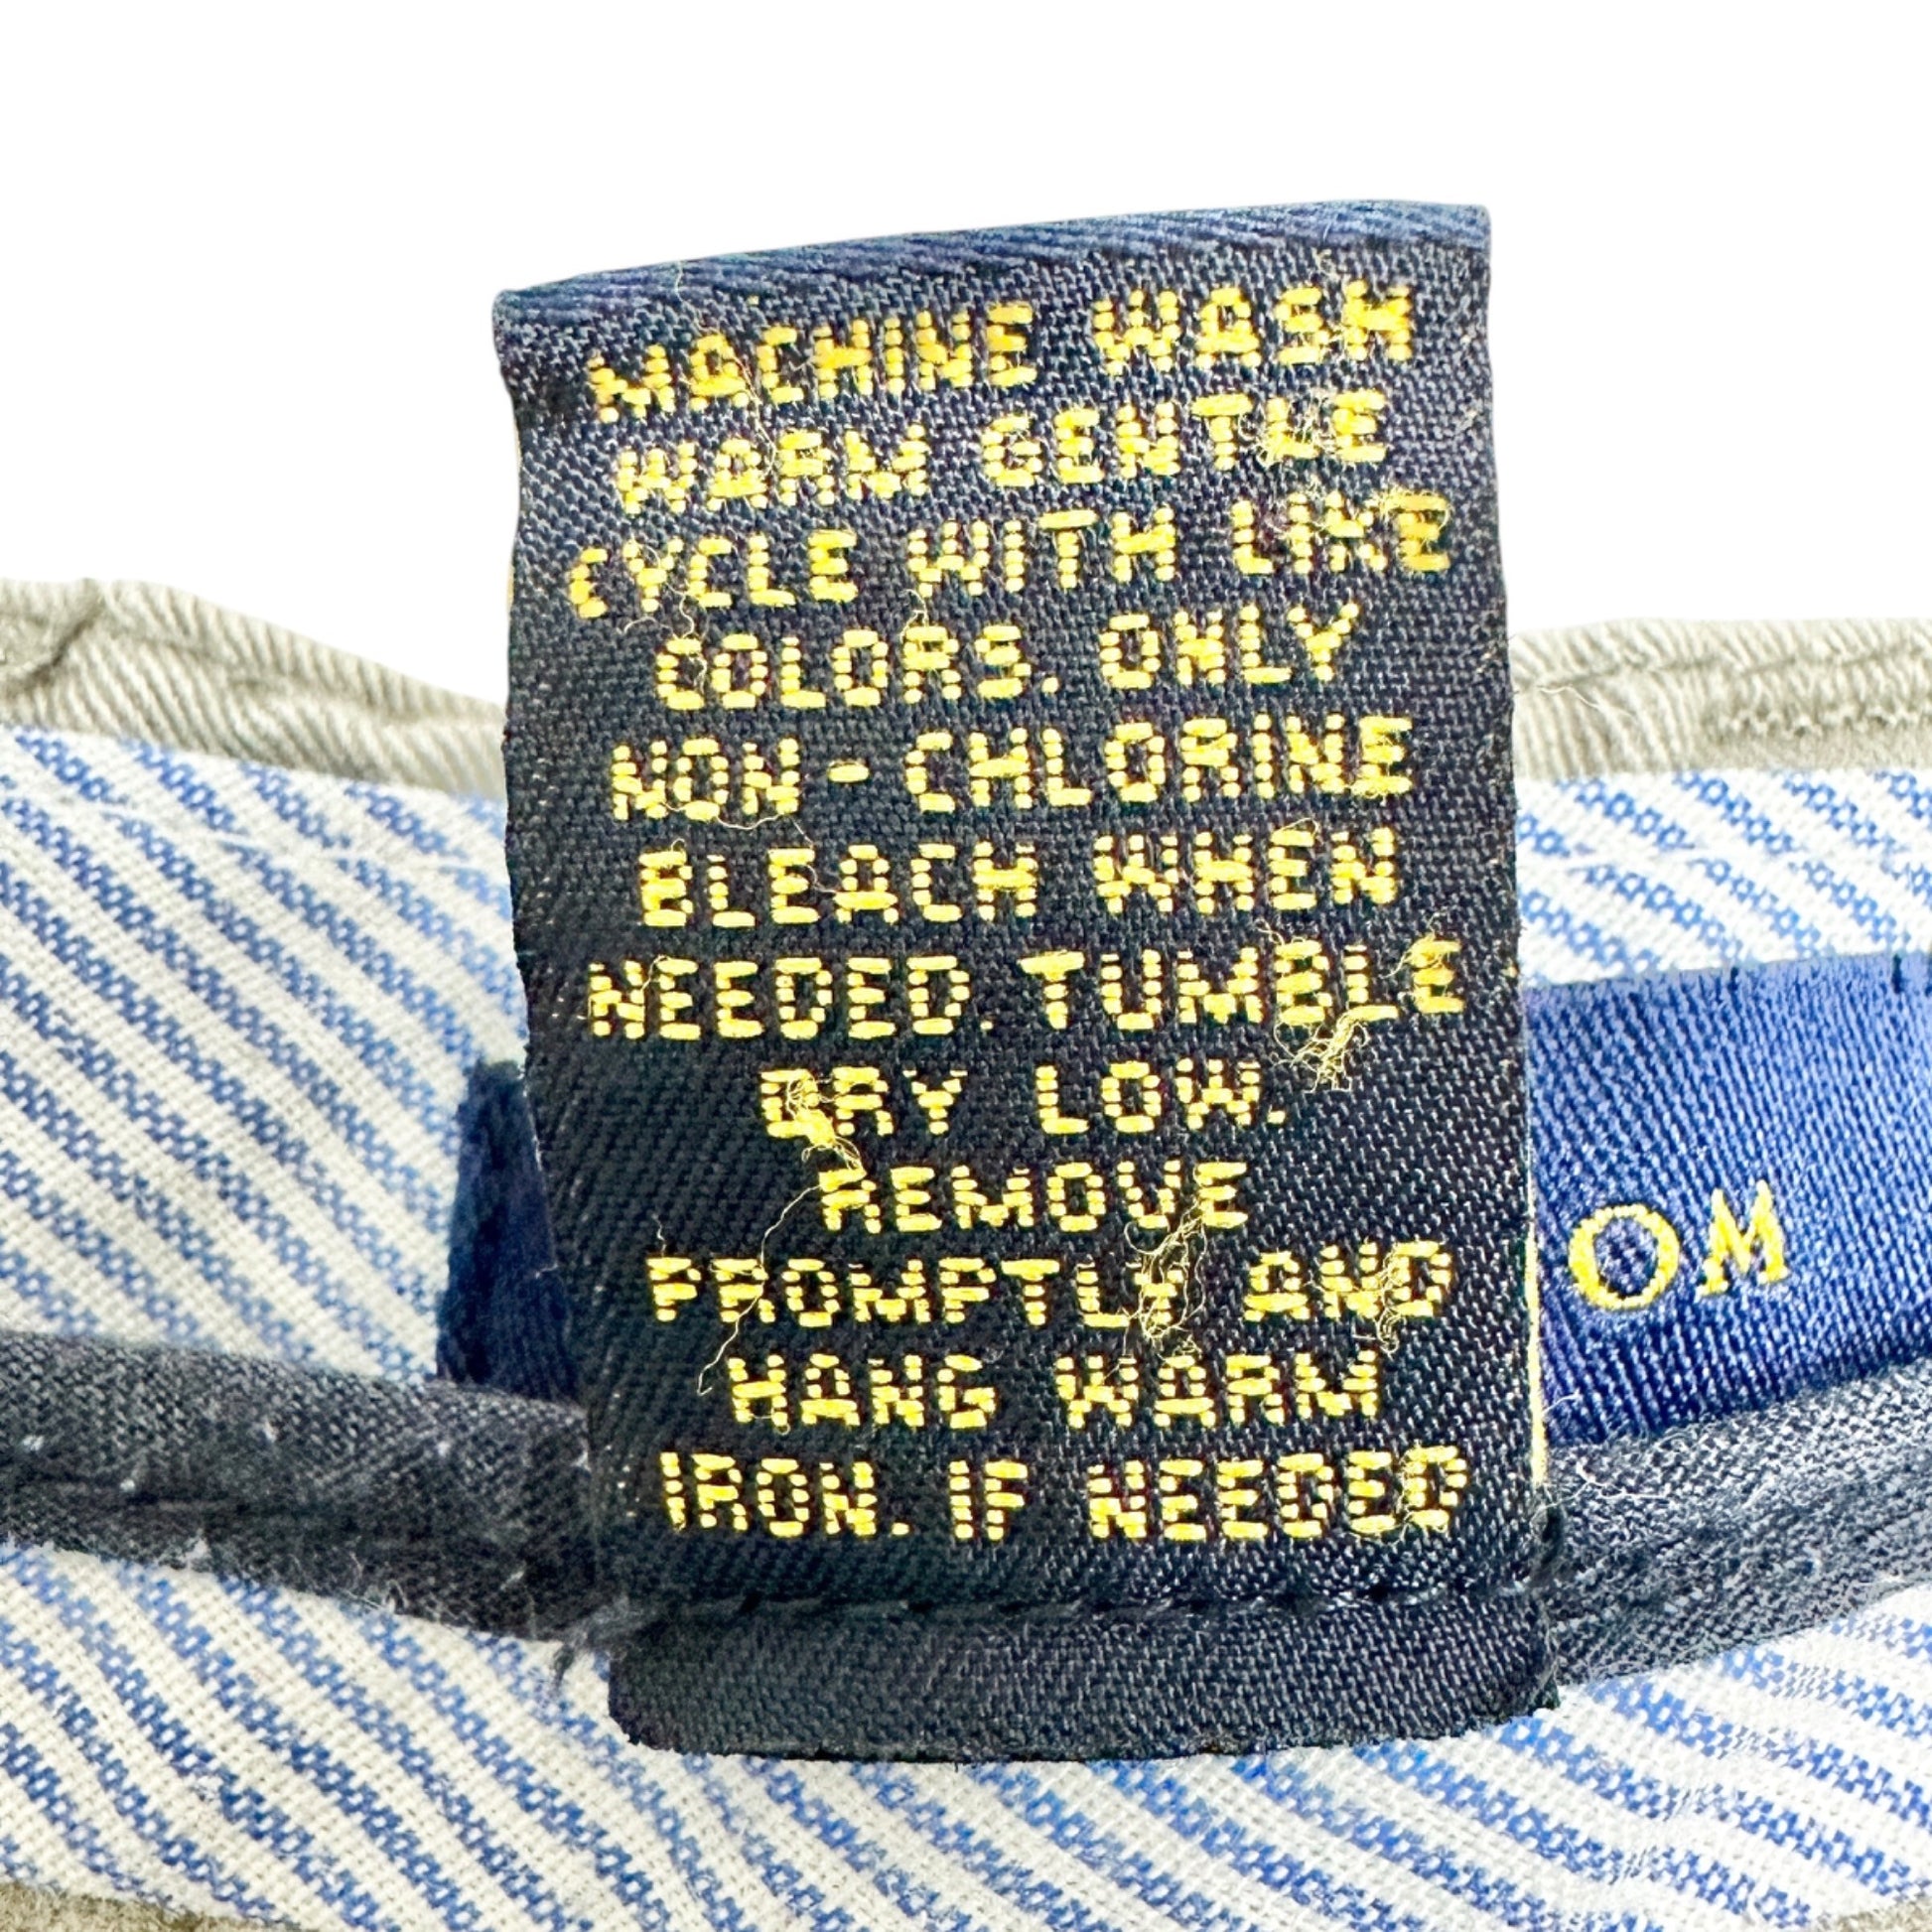 MACHINE WASH
WARM GENTLE
CYCLE WITH LIKE
COLORS. ONLY
NON-CHLORINE
BLEACH WHEN
NEEDED. TUMBLE
DRY LOW.
REMOVE
PROMPTLY AND
HANG WARM
IRON. IF NEEDED
OM